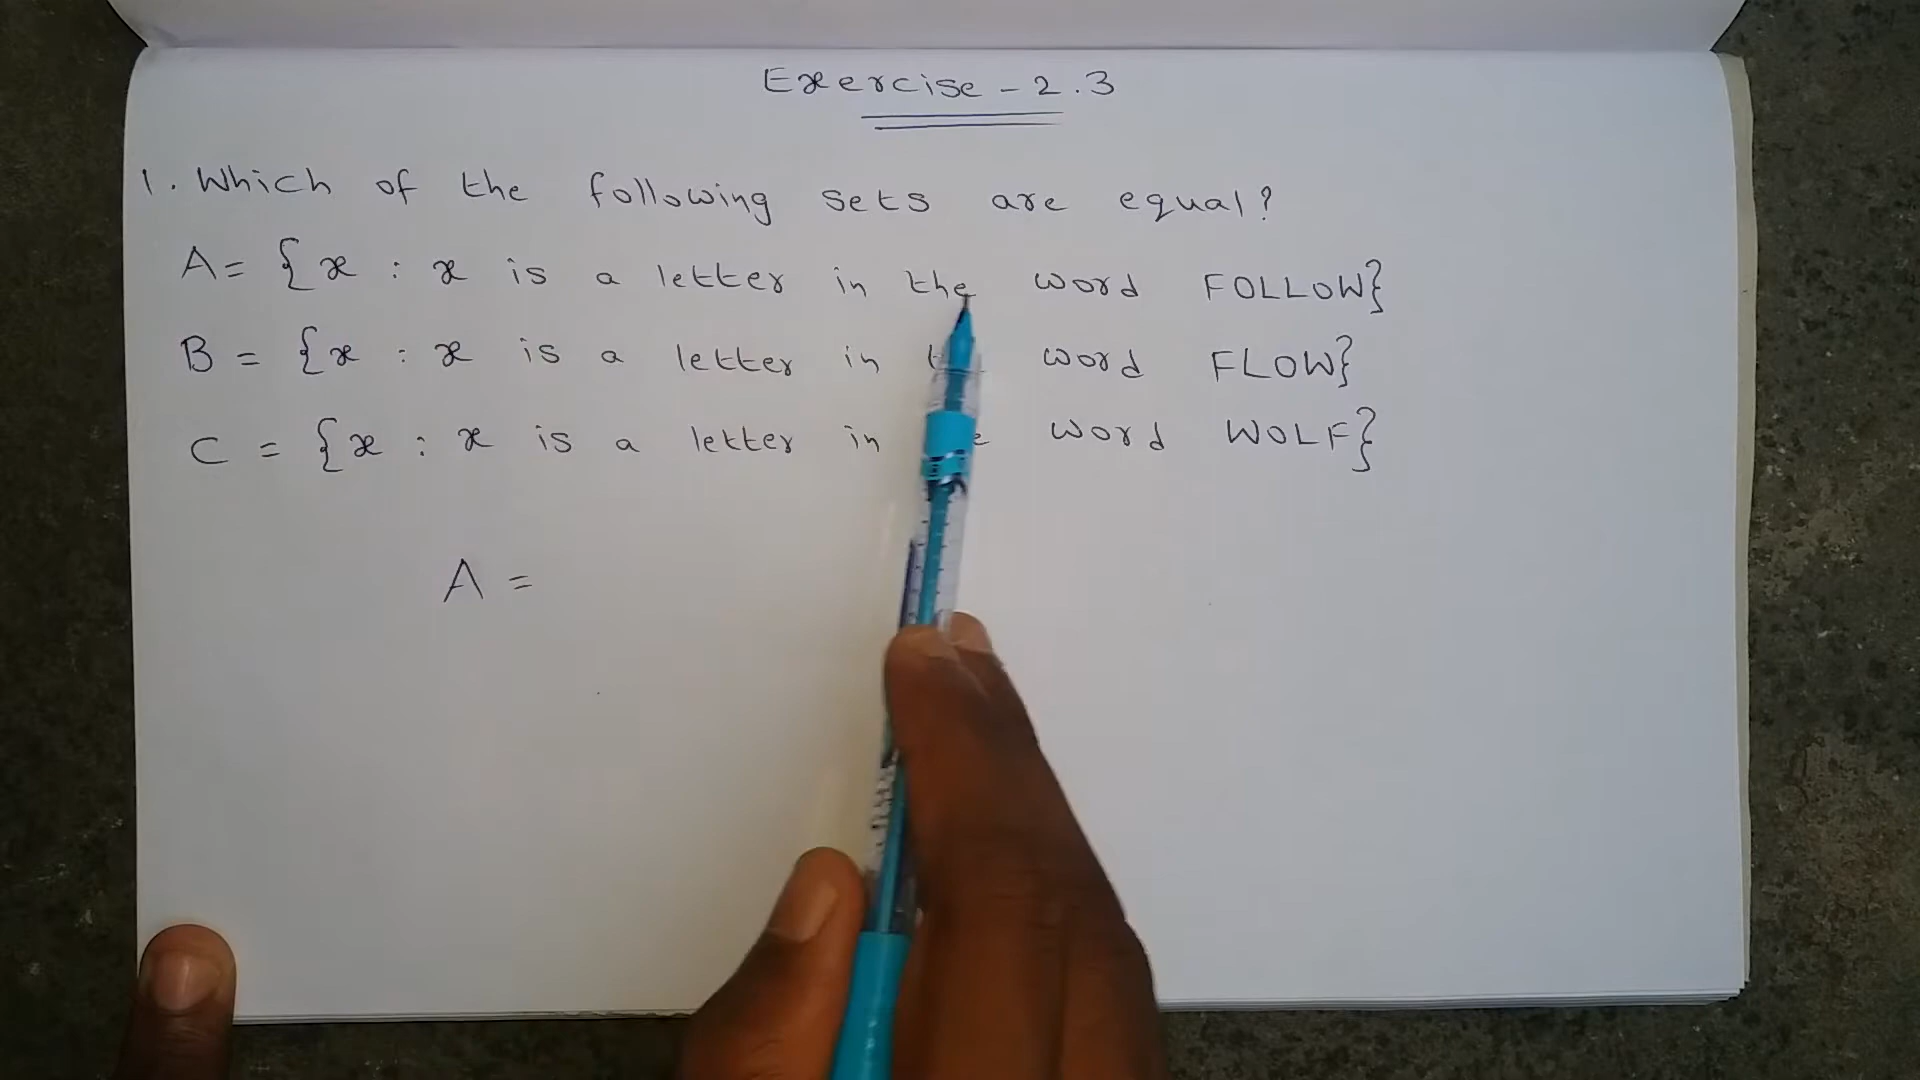 Exercise - 2.3
1. Which of the following sets are equal?
A = {x : x is a letter in the word FOLLOW}
B = {x : x is a letter in word FLOW}
C = {x : x is a letter in word WOLF}
A =